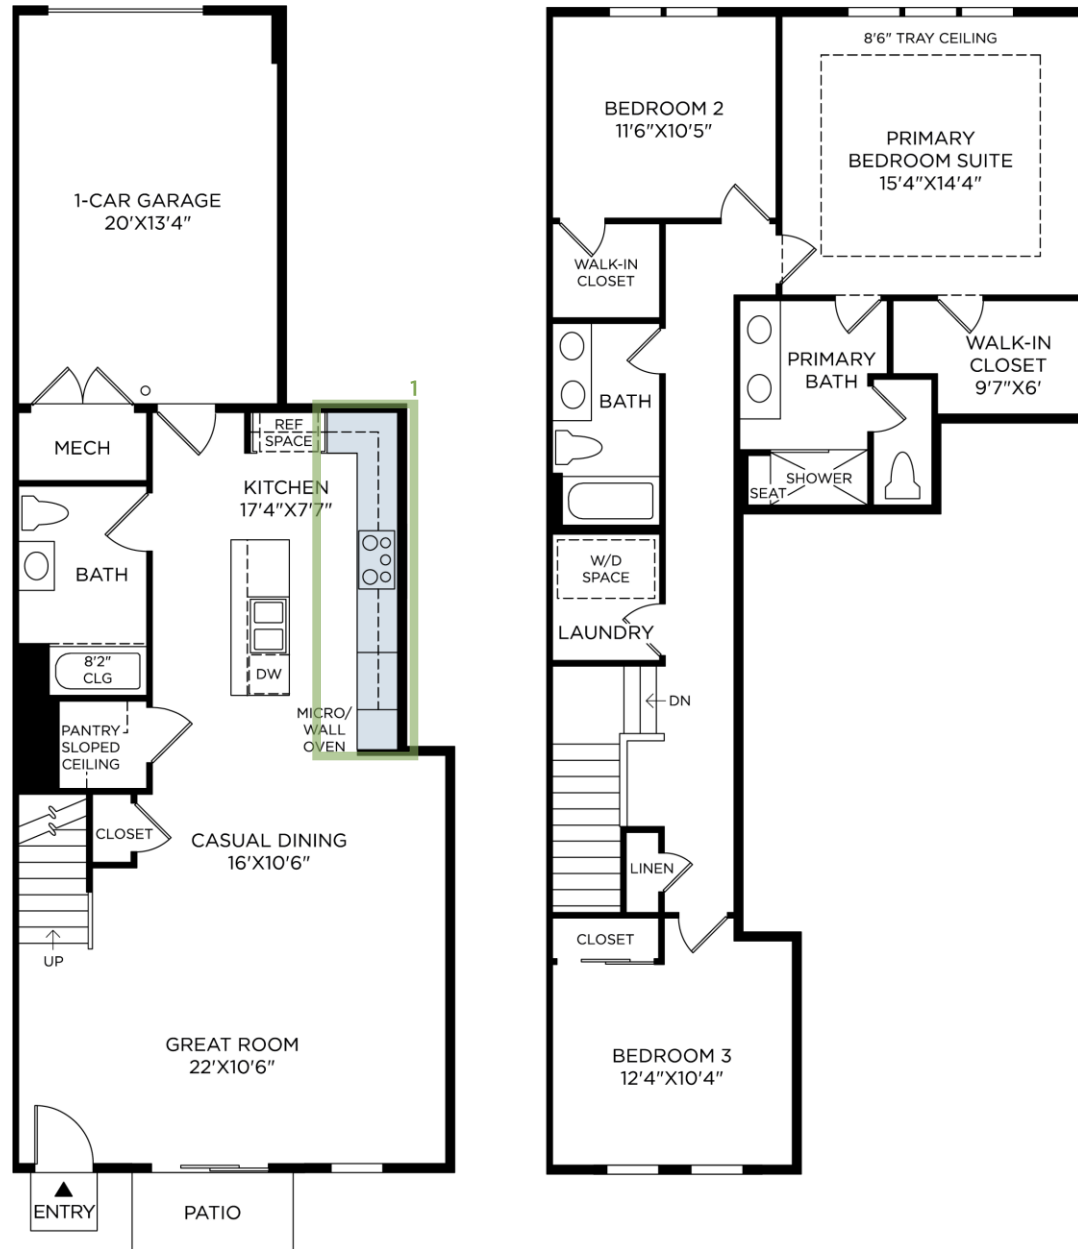 1-CAR GARAGE
20'X13'4"
1
REF
SPACE
MECH
KITCHEN
17'4"X7'7"
BATH
8'2"
CLG
DW
MICRO/
WALL
OVEN
PANTRY
SLOPED
CEILING
CLOSET
CASUAL DINING
16'X10'6"
UP
GREAT ROOM
22'X10'6"
ENTRY
PATIO
8'6" TRAY CEILING
BEDROOM 2
11'6"X10'5"
PRIMARY
BEDROOM SUITE
15'4"X14'4"
WALK-IN
CLOSET
BATH
PRIMARY
BATH
WALK-IN
CLOSET
9'7"X6'
SEAT
SHOWER
W/D
SPACE
LAUNDRY
DN
LINEN
CLOSET
BEDROOM 3
12'4"X10'4"